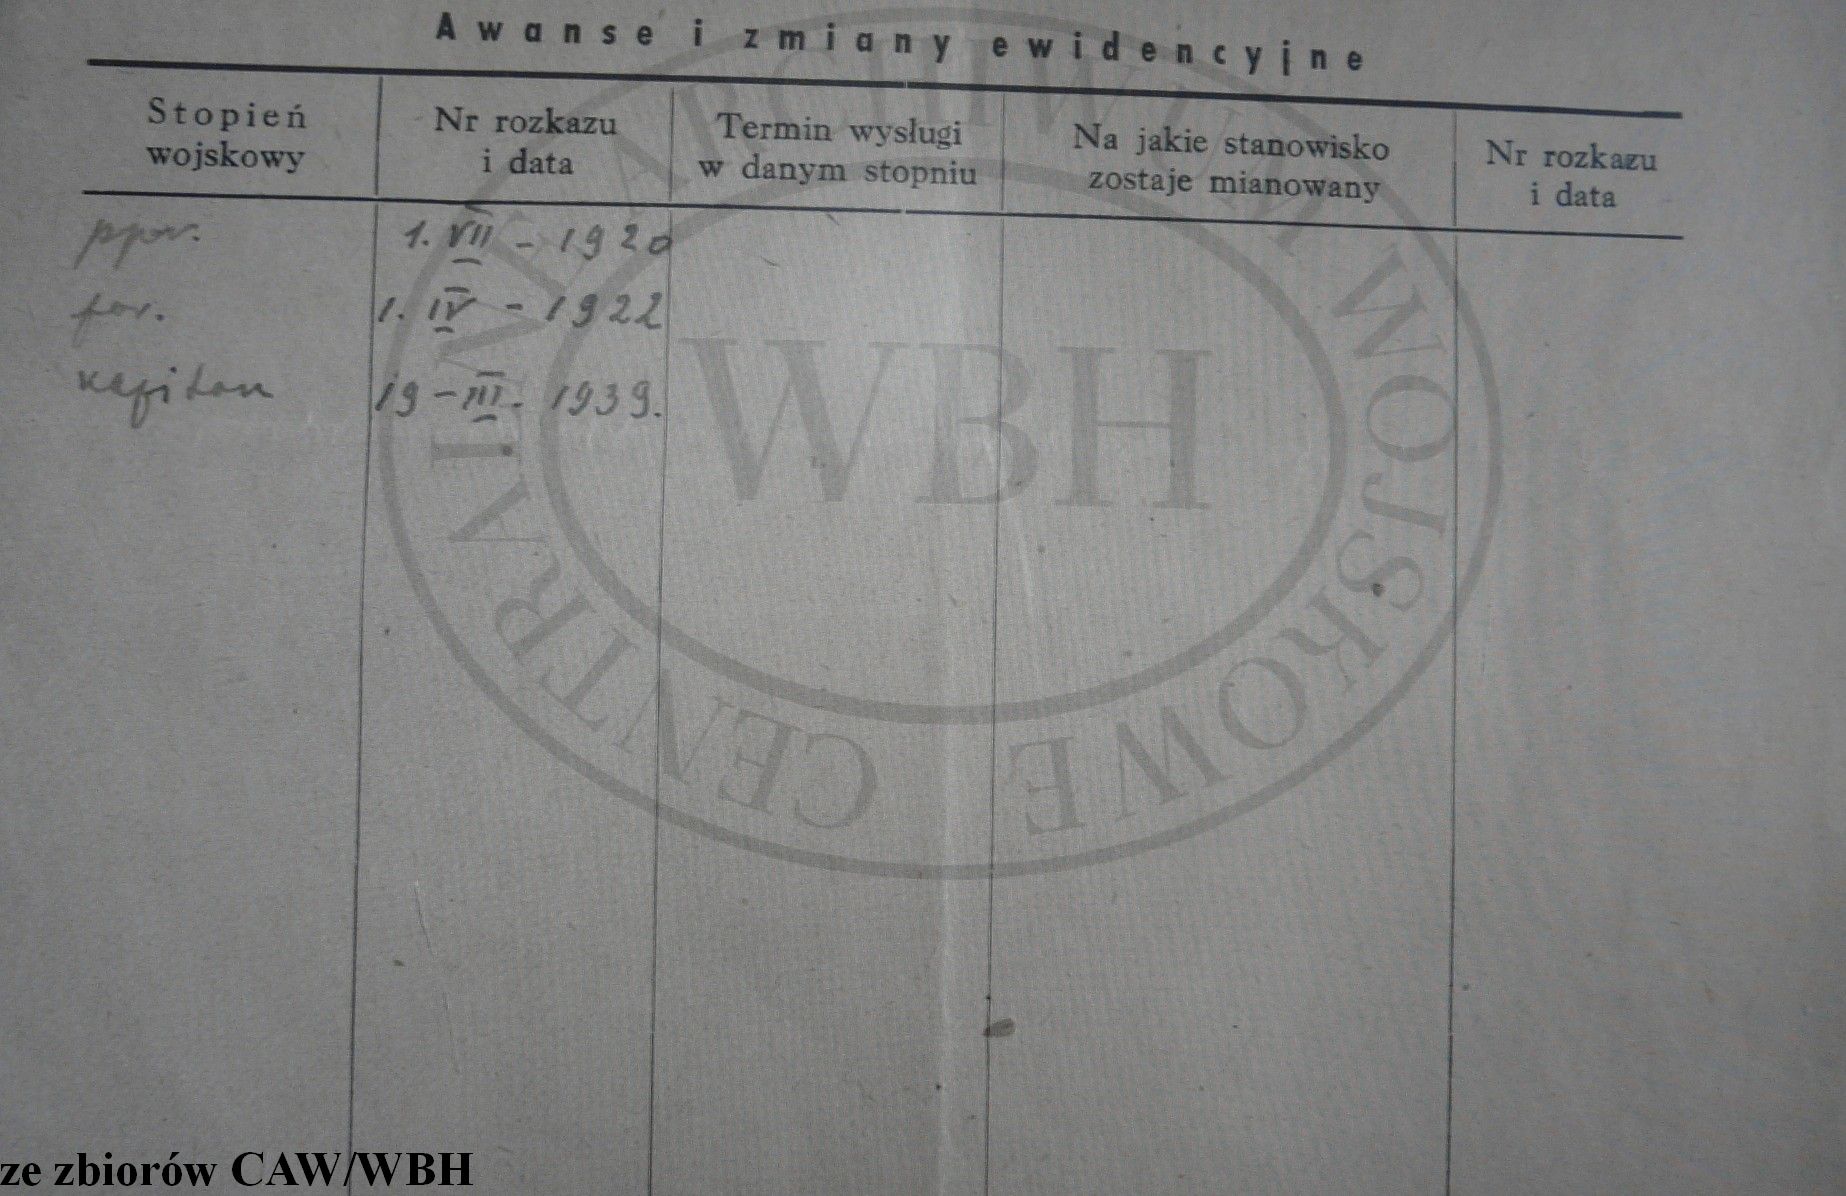 Awanse i zmiany ewidencyjne
Stopień wojskowy
Nr rozkazu i data
Termin wysługi w danym stopniu
Na jakie stanowisko zostaje mianowany
Nr rozkazu i data
ppor. 1. VII - 1920
por. 1. IV - 1922
kapitan 19 - III - 1939.
CENTRALNE ARCHIWUM WOJSKOWE
WBH
ze zbiorów CAW/WBH